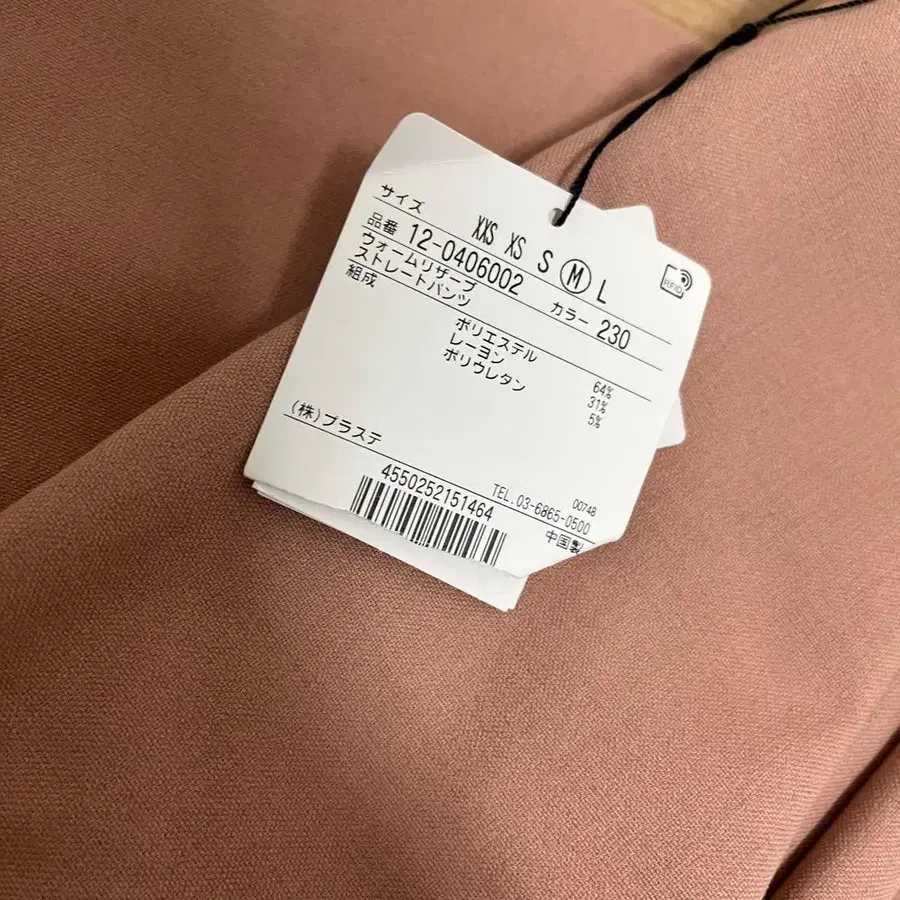 サイズ XXS XS S M L
RFID
品番 12-0406002 カラー 230
ウォームリザーブ
ストレートパンツ
組成
ポリエステル 64%
レーヨン 31%
ポリウレタン 5%
(株)プラステ
00748
4550252151464 TEL.03-6865-0500
中国製